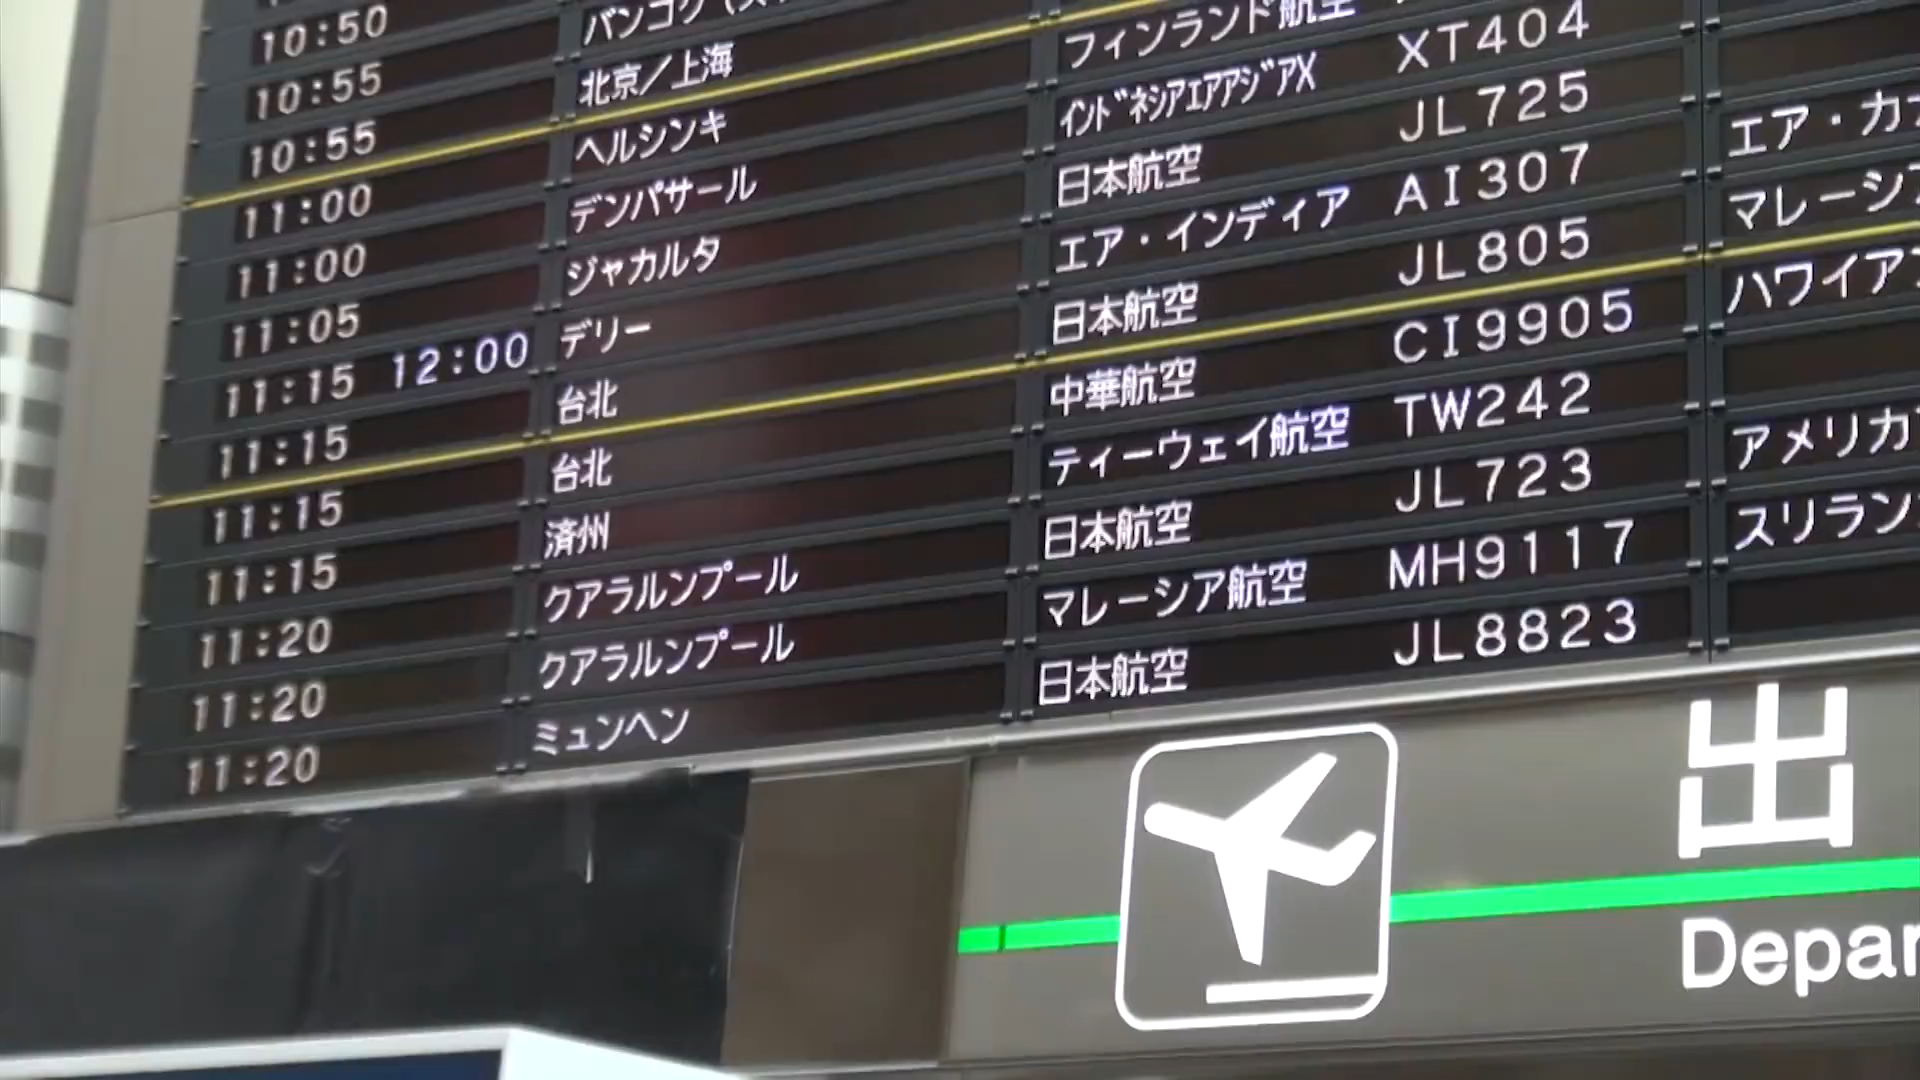 10:50
10:55 バンコク（ス
10:55 北京／上海
11:00 ヘルシンキ フィンランド航空
11:00 デンパサール インドネシアエアアジアX XT404
11:05 ジャカルタ 日本航空 JL725
11:15 12:00 デリー エア・インディア AI307 エア・カナ
11:15 台北 日本航空 JL805 マレーシア
11:15 台北 中華航空 CI9905 ハワイアン
11:15 済州 ティーウェイ航空 TW242
11:20 クアラルンプール 日本航空 JL723 アメリカ
11:20 クアラルンプール マレーシア航空 MH9117 スリラン
11:20 ミュンヘン 日本航空 JL8823
出
Depar